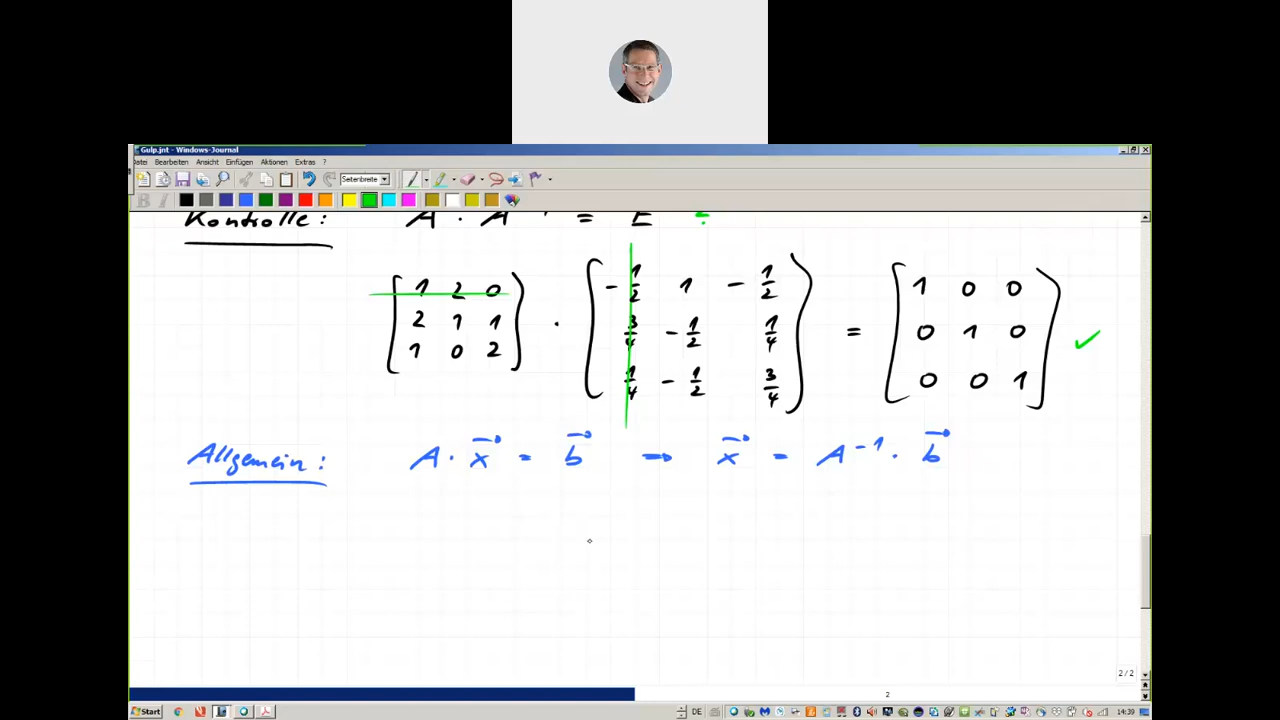 Gulp.jnt - Windows-Journal
Datei Bearbeiten Ansicht Einfügen Aktionen Extras ?
Seitenbreite
Kontrolle: A · A = E ?
( 1 2 0 ) ( - 1/2 1 - 1/2 ) ( 1 0 0 )
( 2 1 1 ) · ( 3/4 - 1/2 1/4 ) = ( 0 1 0 ) ✓
( 1 0 2 ) ( 1/4 - 1/2 3/4 ) ( 0 0 1 )
Allgemein: A · x⃗ = b⃗ → x⃗ = A⁻¹ · b⃗
2 / 2
2
Start DE 14:39